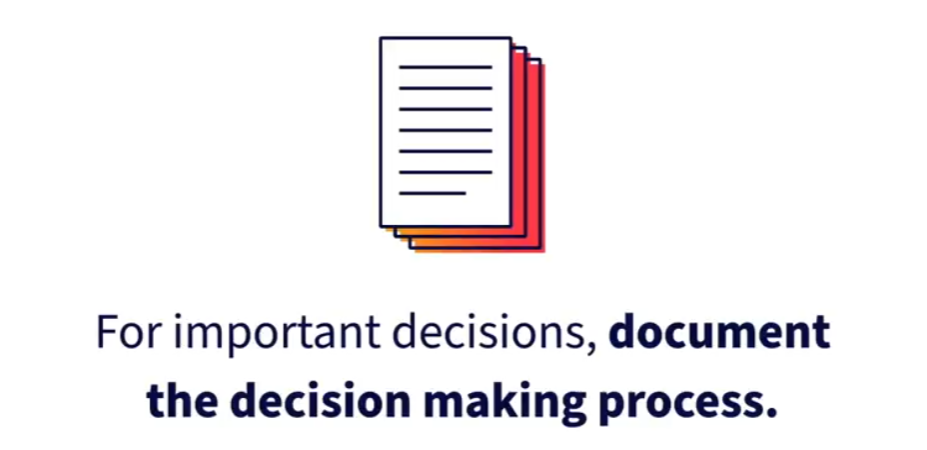 For important decisions, document
the decision making process.